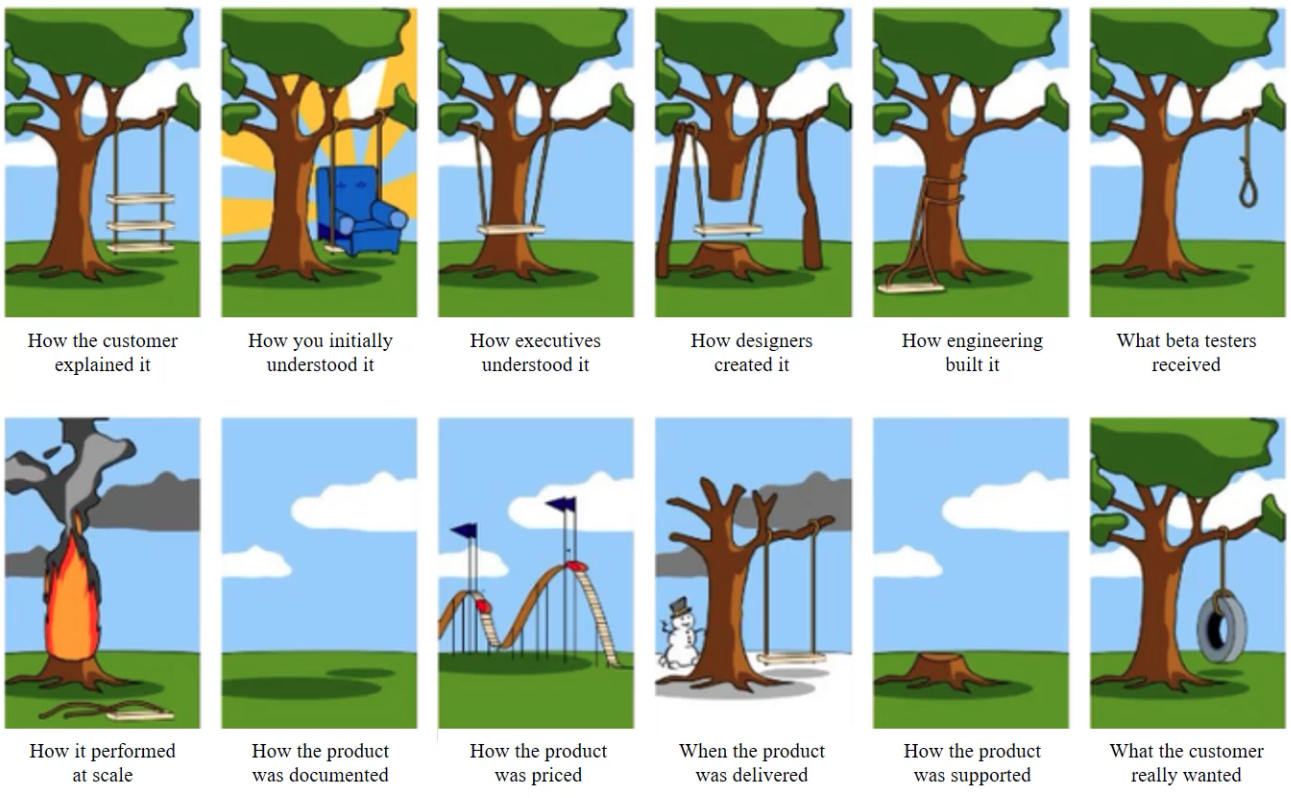 How the customer
explained it
How you initially
understood it
How executives
understood it
How designers
created it
How engineering
built it
What beta testers
received
How it performed
at scale
How the product
was documented
How the product
was priced
When the product
was delivered
How the product
was supported
What the customer
really wanted